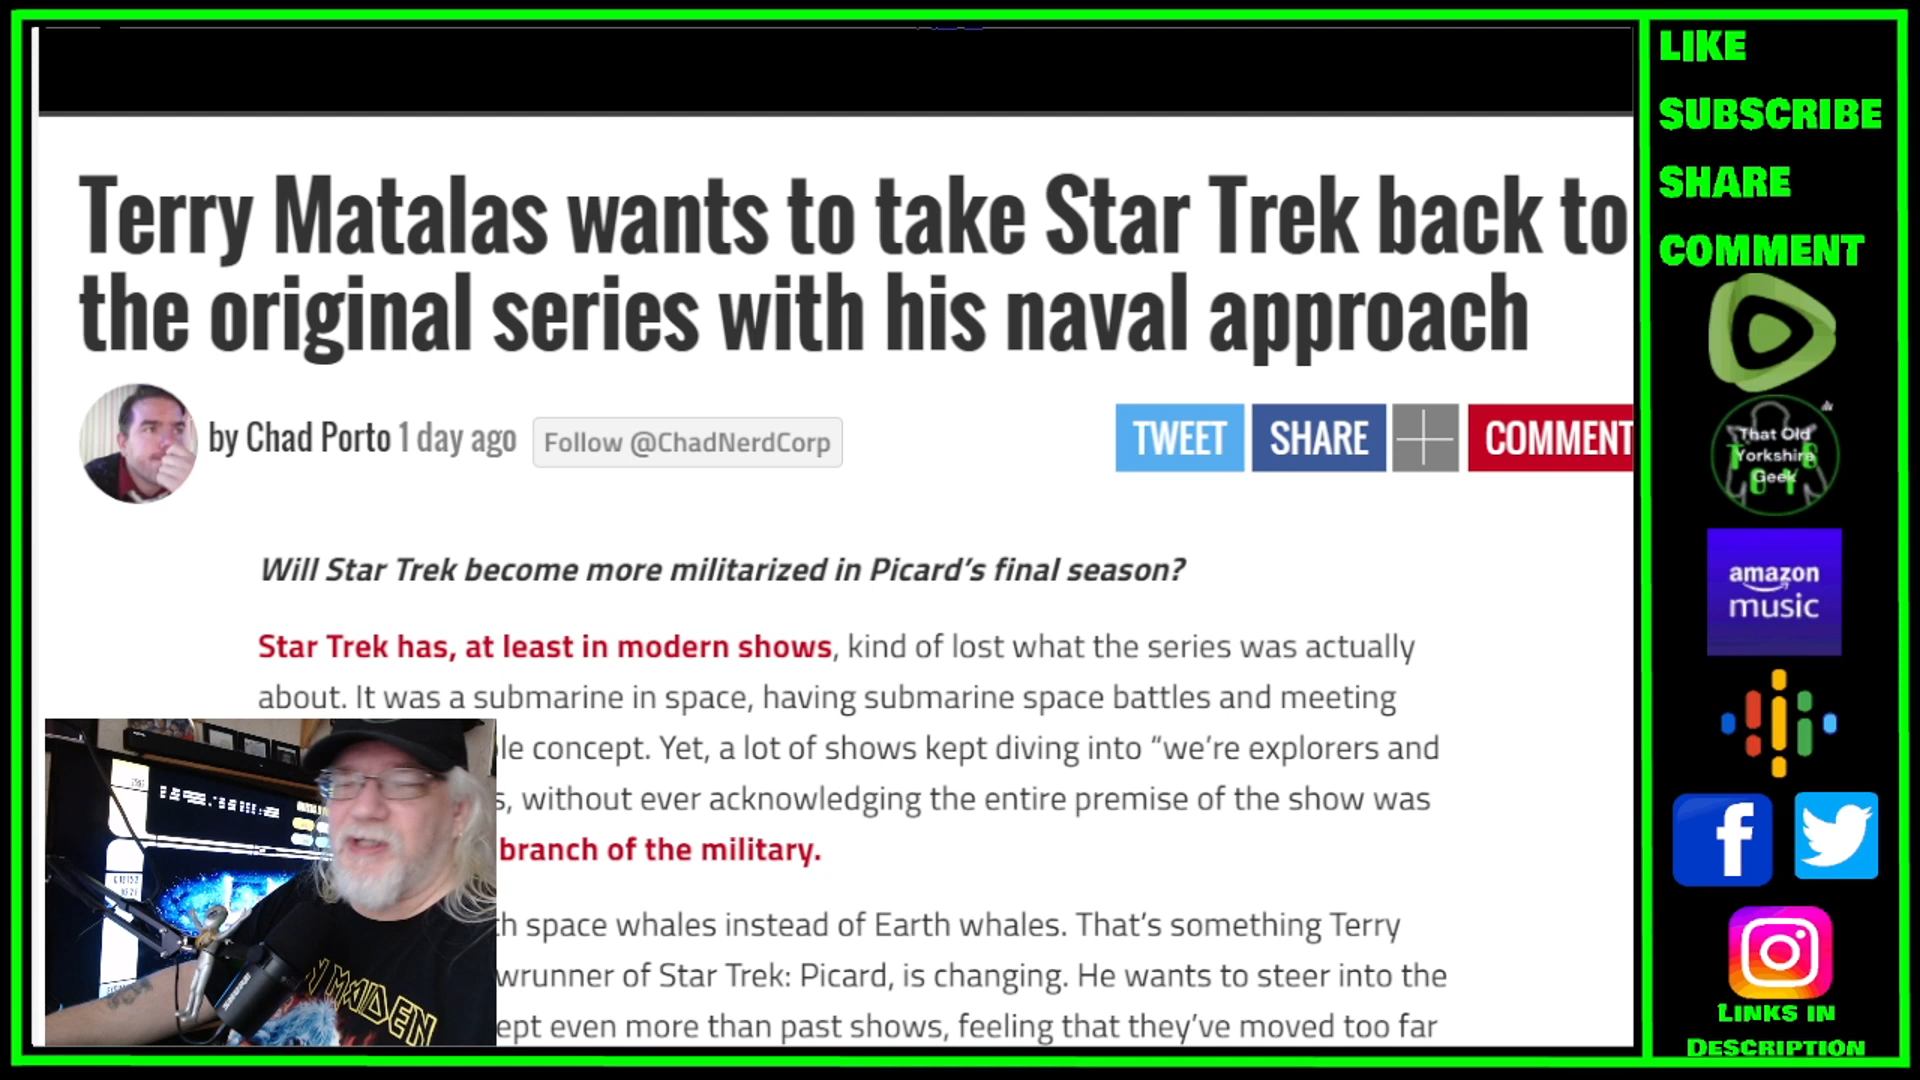 Terry Matalas wants to take Star Trek back to
the original series with his naval approach
by Chad Porto 1 day ago
Follow @ChadNerdCorp
TWEET
SHARE
COMMENT
Will Star Trek become more militarized in Picard’s final season?
Star Trek has, at least in modern shows, kind of lost what the series was actually
about. It was a submarine in space, having submarine space battles and meeting
le concept. Yet, a lot of shows kept diving into “we’re explorers and
s, without ever acknowledging the entire premise of the show was
branch of the military.
th space whales instead of Earth whales. That’s something Terry
wrunner of Star Trek: Picard, is changing. He wants to steer into the
ept even more than past shows, feeling that they’ve moved too far
MAIDEN
LIKE
SUBSCRIBE
SHARE
COMMENT
That Old
Yorkshire
Geek
amazon
music
LINKS IN
DESCRIPTION